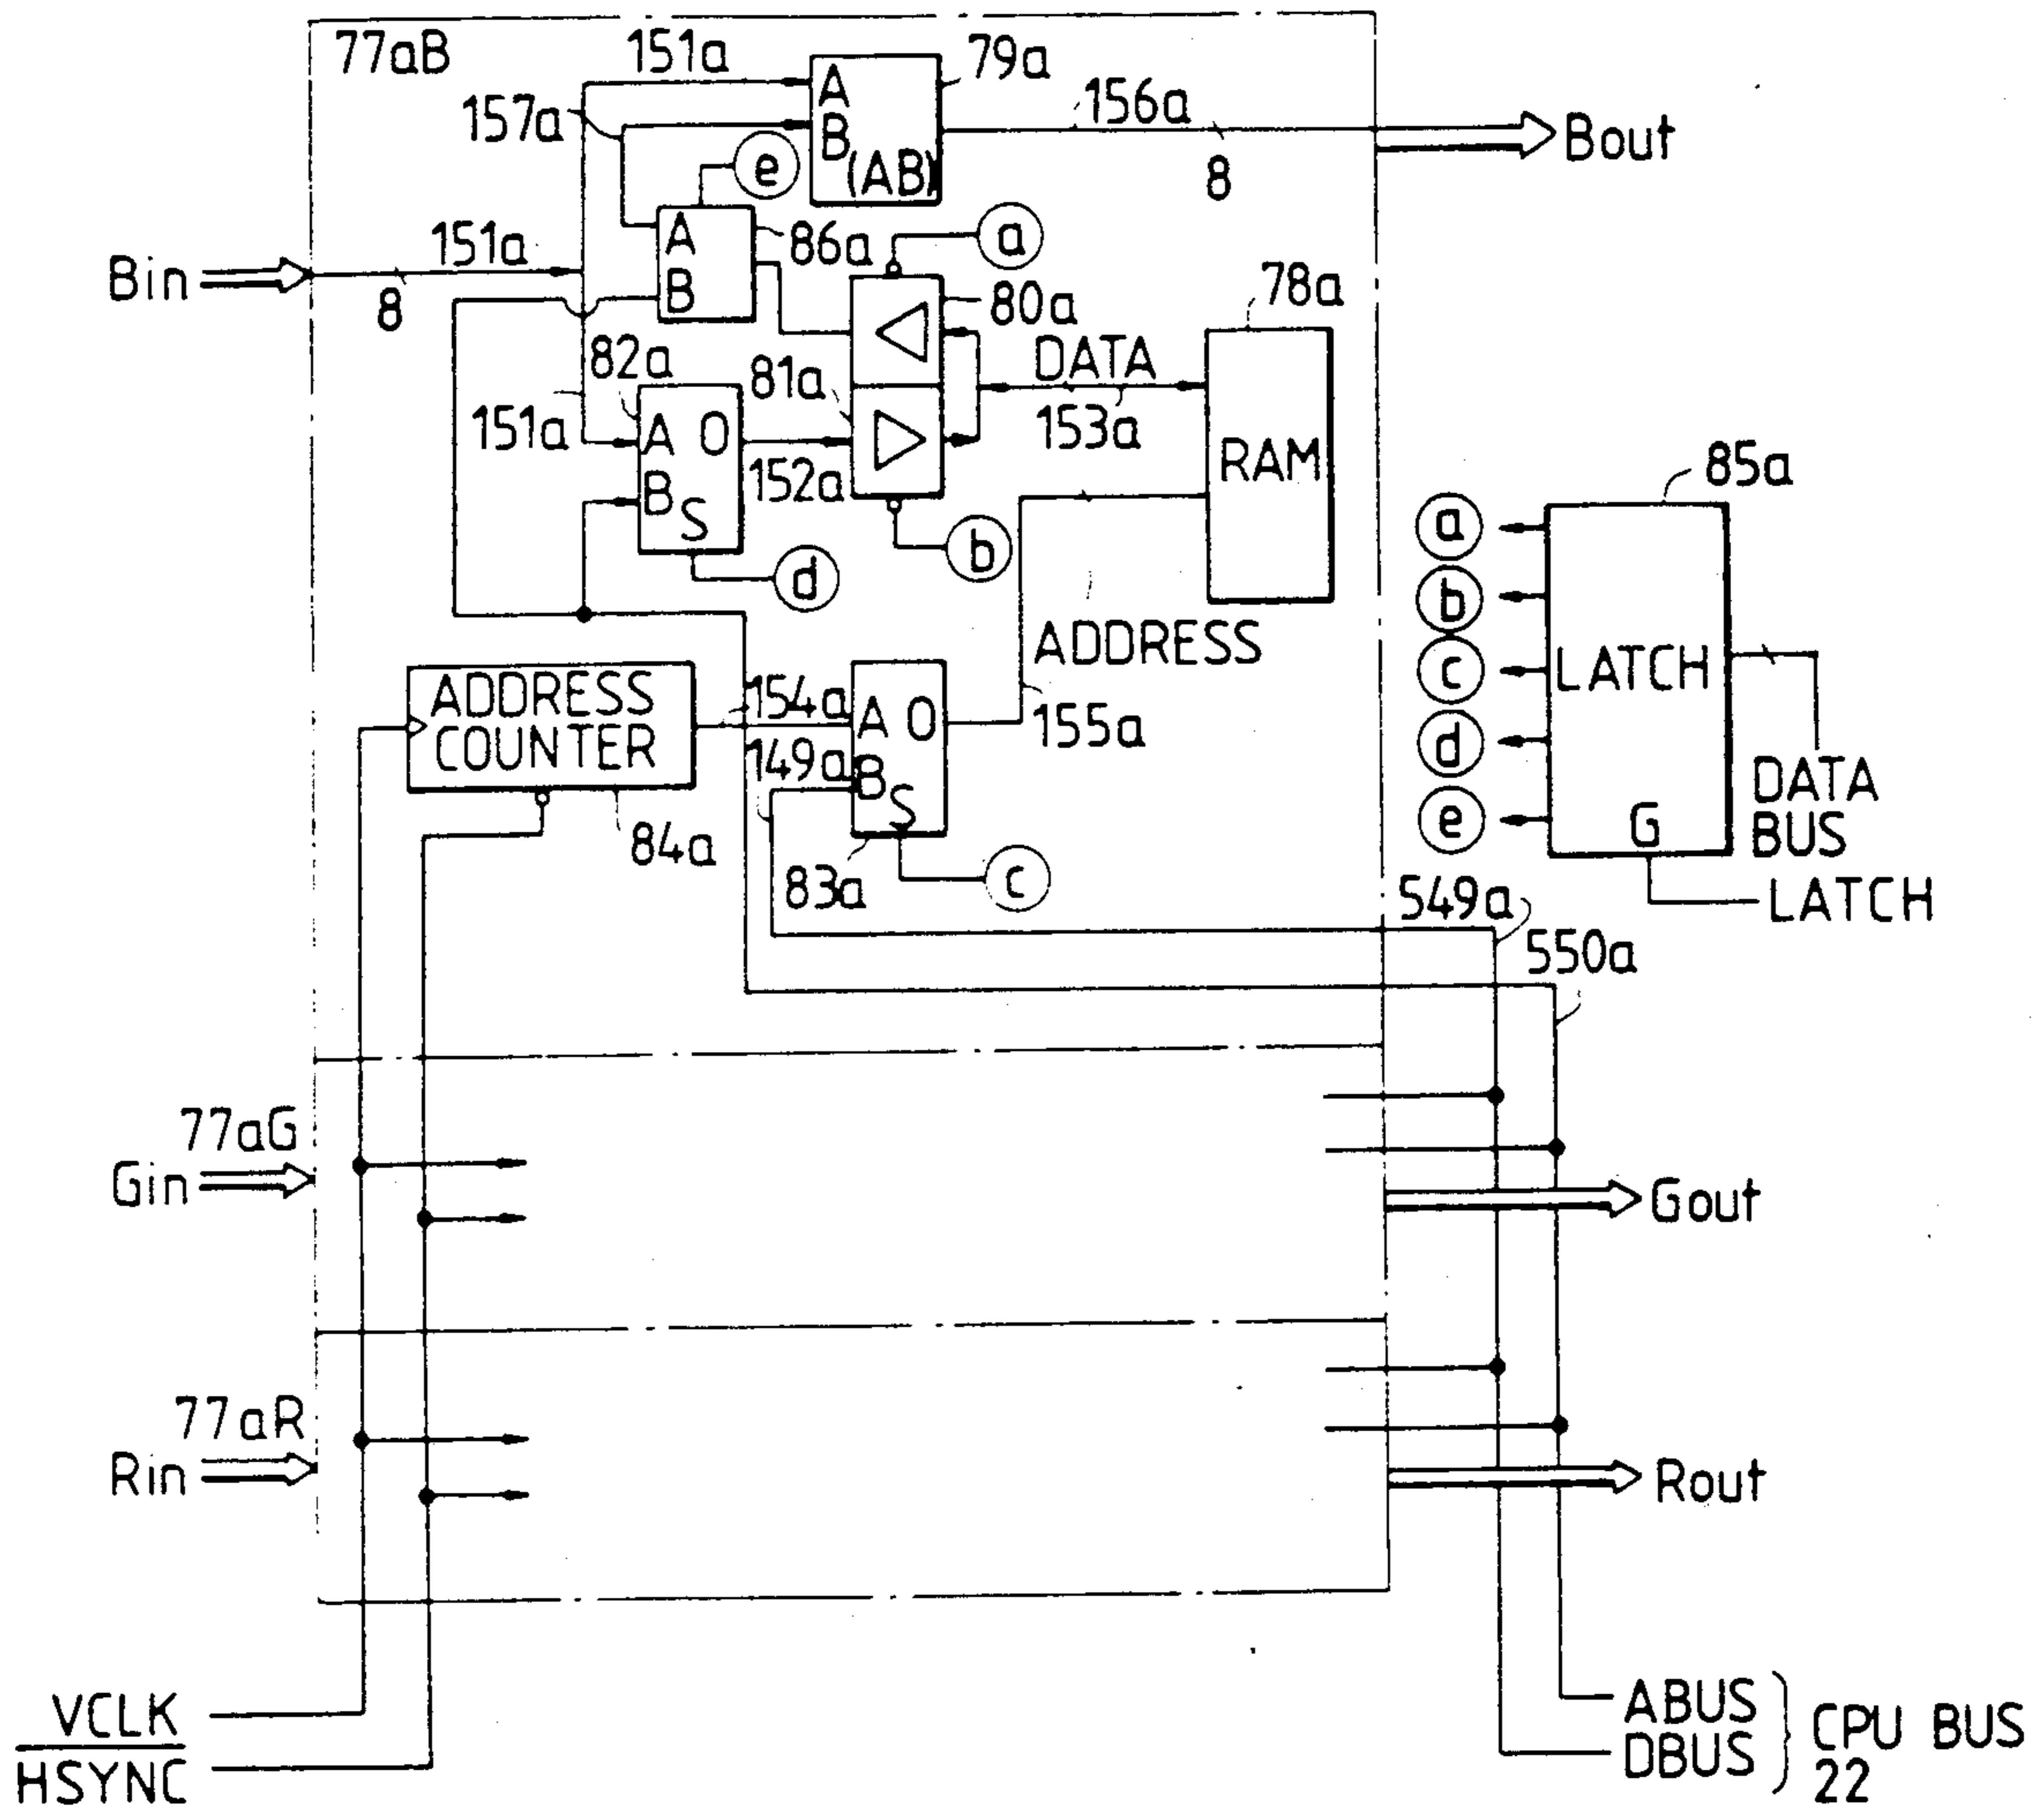 77aB
151a
79a
157a
A
B
(AB)
156a
8
Bout
e
A
B
86a
a
Bin
151a
8
80a
78a
82a
81a
DATA
153a
151a
A O
B
S
152a
RAM
b
d
85a
a
b
c
d
e
LATCH
G
DATA
BUS
LATCH
ADDRESS
155a
ADDRESS
COUNTER
84a
154a
149a
A O
B
S
83a
c
549a
550a
77aG
Gin
Gout
77aR
Rin
Rout
VCLK
HSYNC
ABUS
DBUS
CPU BUS
22